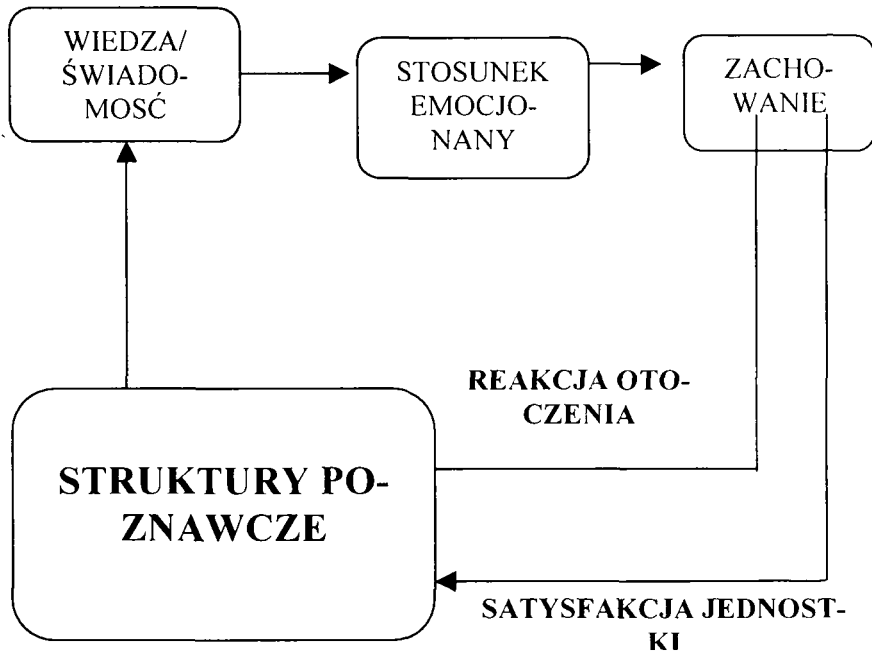 WIEDZA/
ŚWIADO-
MOŚĆ
STOSUNEK
EMOCJO-
NANY
ZACHO-
WANIE
REAKCJA OTO-
CZENIA
STRUKTURY PO-
ZNAWCZE
SATYSFAKCJA JEDNOST-
KI